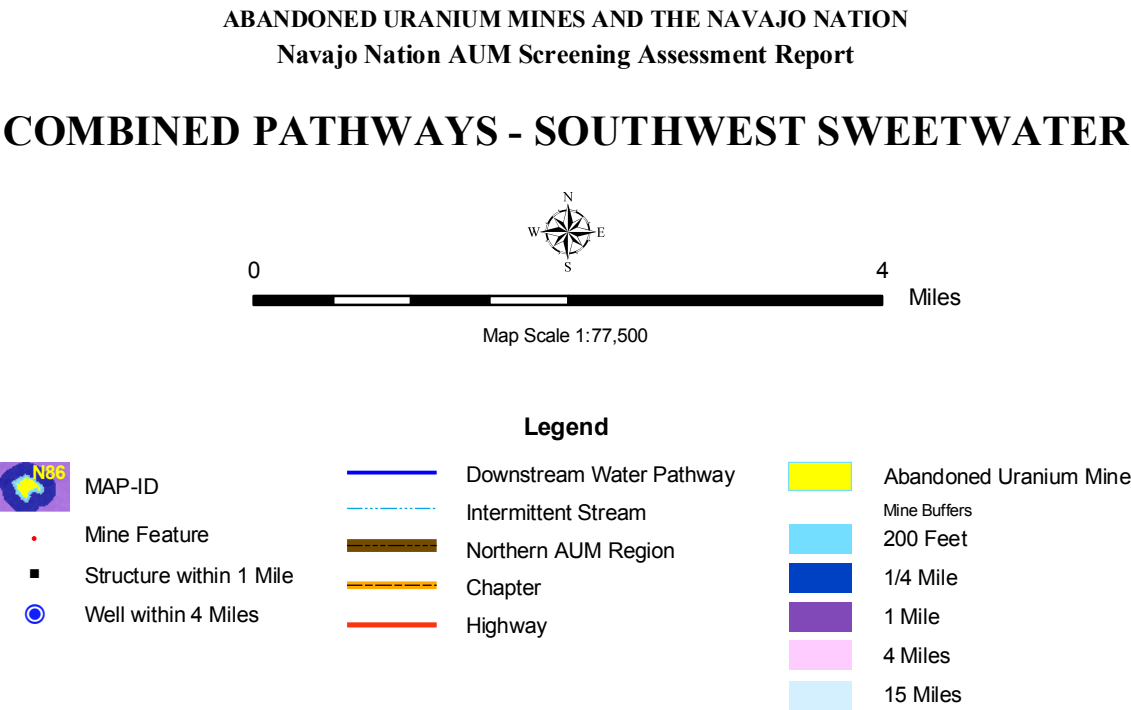 ABANDONED URANIUM MINES AND THE NAVAJO NATION
Navajo Nation AUM Screening Assessment Report
COMBINED PATHWAYS - SOUTHWEST SWEETWATER
N
W E
S
0 4
Miles
Map Scale 1:77,500
Legend
N86
MAP-ID
Mine Feature
Structure within 1 Mile
Well within 4 Miles
Downstream Water Pathway
Intermittent Stream
Northern AUM Region
Chapter
Highway
Abandoned Uranium Mine
Mine Buffers
200 Feet
1/4 Mile
1 Mile
4 Miles
15 Miles